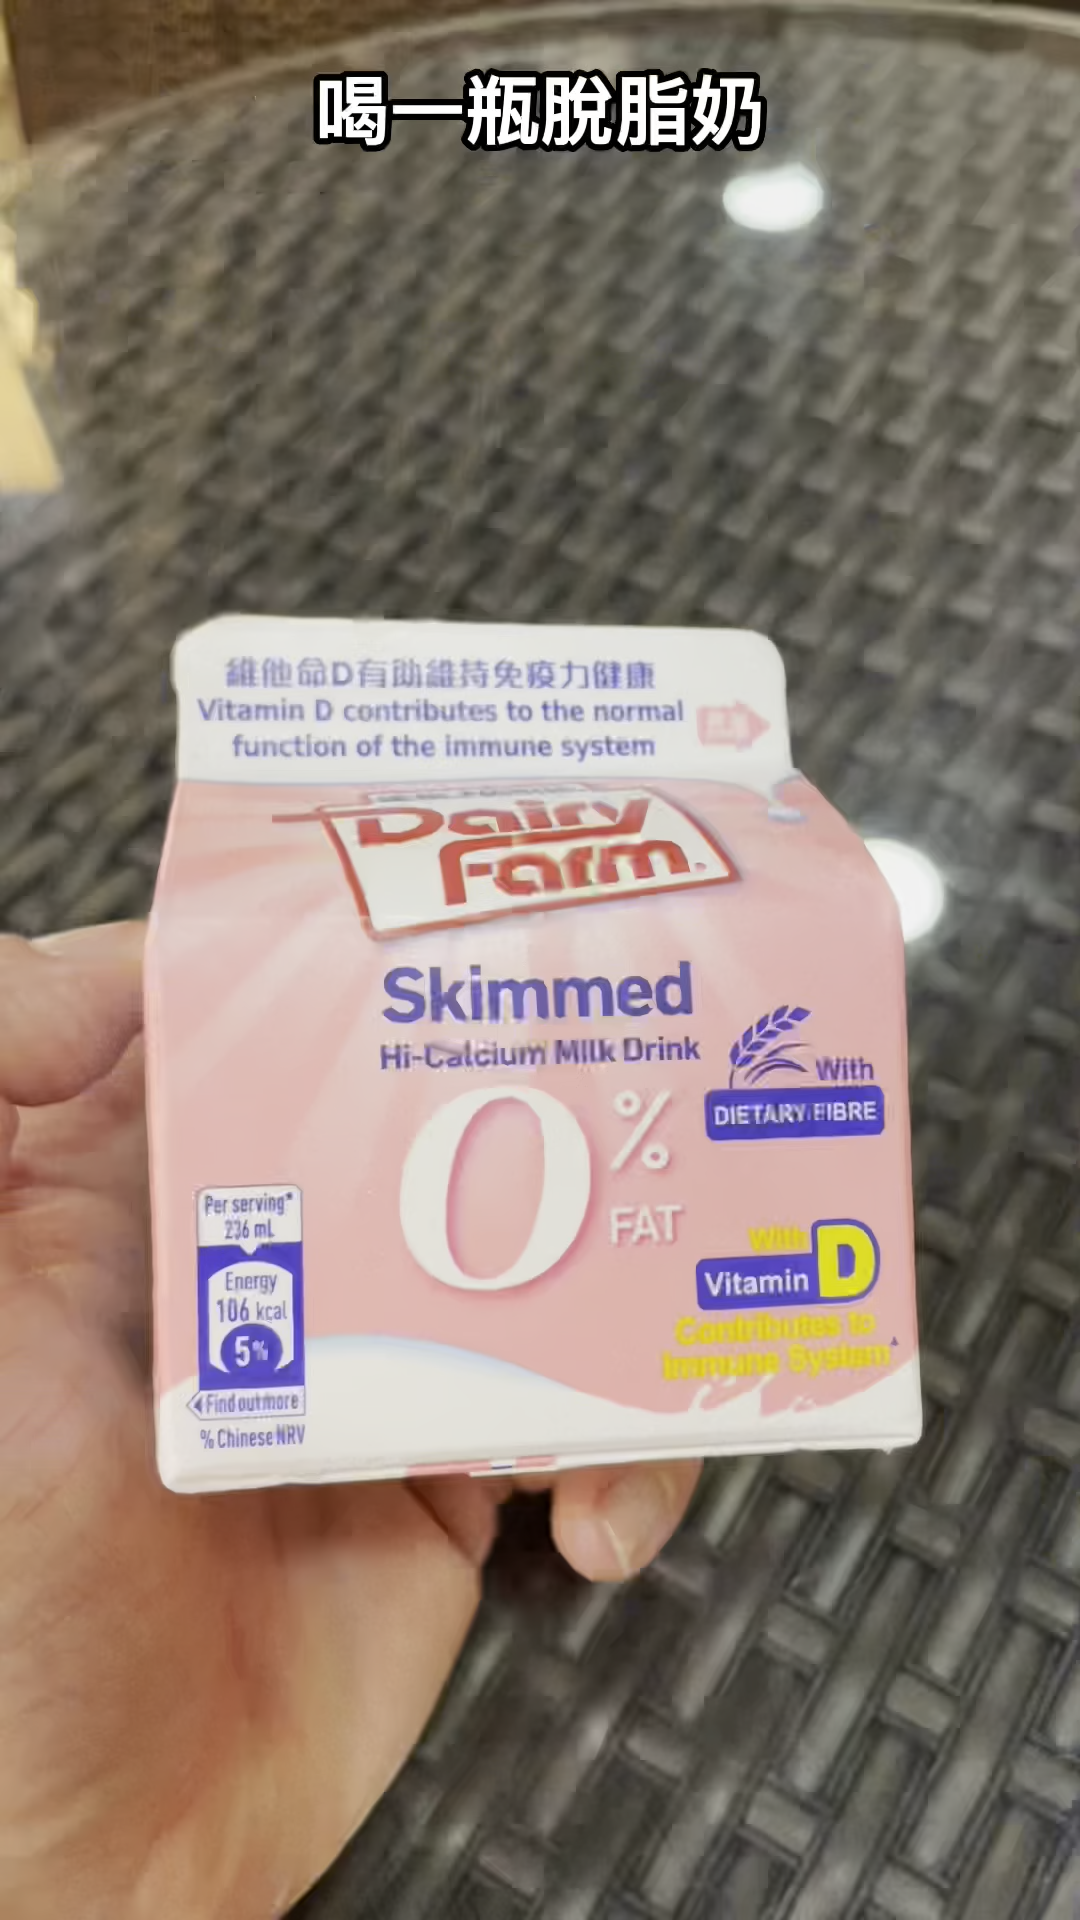 喝一瓶脫脂奶
維他命D有助維持免疫力健康
Vitamin D contributes to the normal
function of the immune system
Dairy
Farm
Skimmed
Hi-Calcium Milk Drink
0%
FAT
With
DIETARY FIBRE
Per serving*
236 mL
Energy
106 kcal
5%
Find out more
% Chinese NRV
With
Vitamin D
Contributes to
Immune System